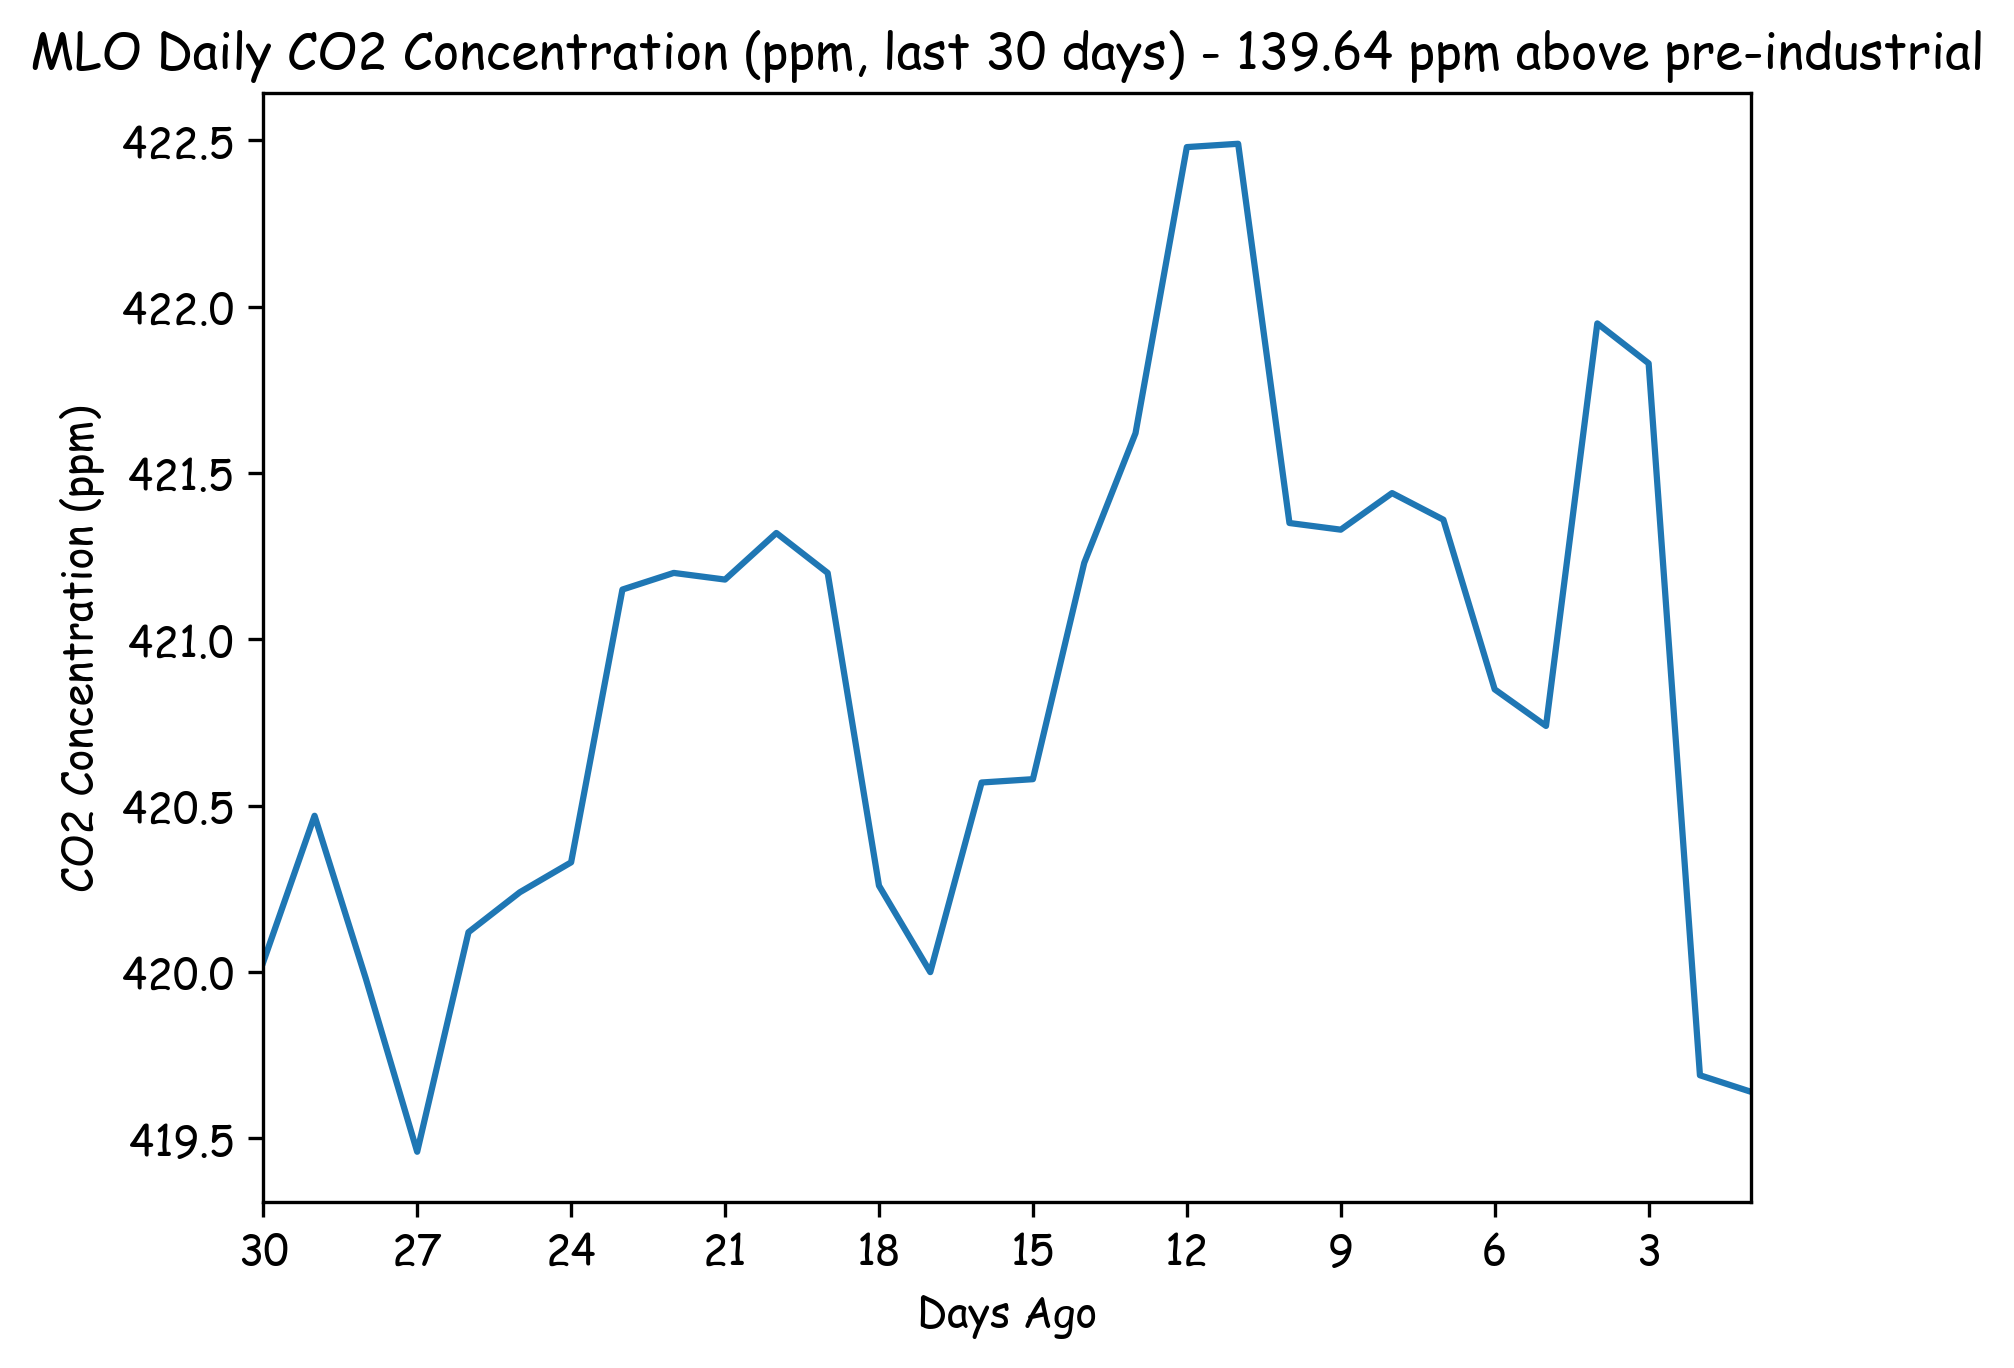 MLO Daily CO2 Concentration (ppm, last 30 days) - 139.64 ppm above pre-industrial
422.5
422.0
421.5
421.0
420.5
420.0
419.5
CO2 Concentration (ppm)
30 27 24 21 18 15 12 9 6 3
Days Ago